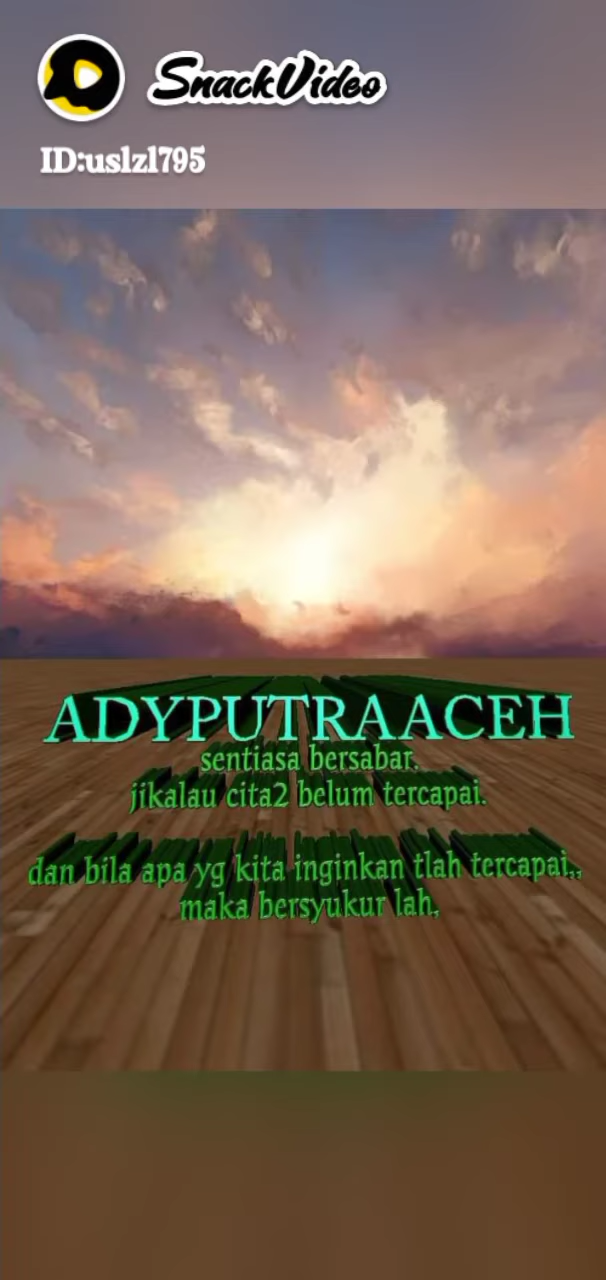 SnackVideo
ID:uslzl795
ADYPUTRAACEH
sentiasa bersabar.
jikalau cita2 belum tercapai.
dan bila apa yg kita inginkan tlah tercapai,,
maka bersyukur lah,